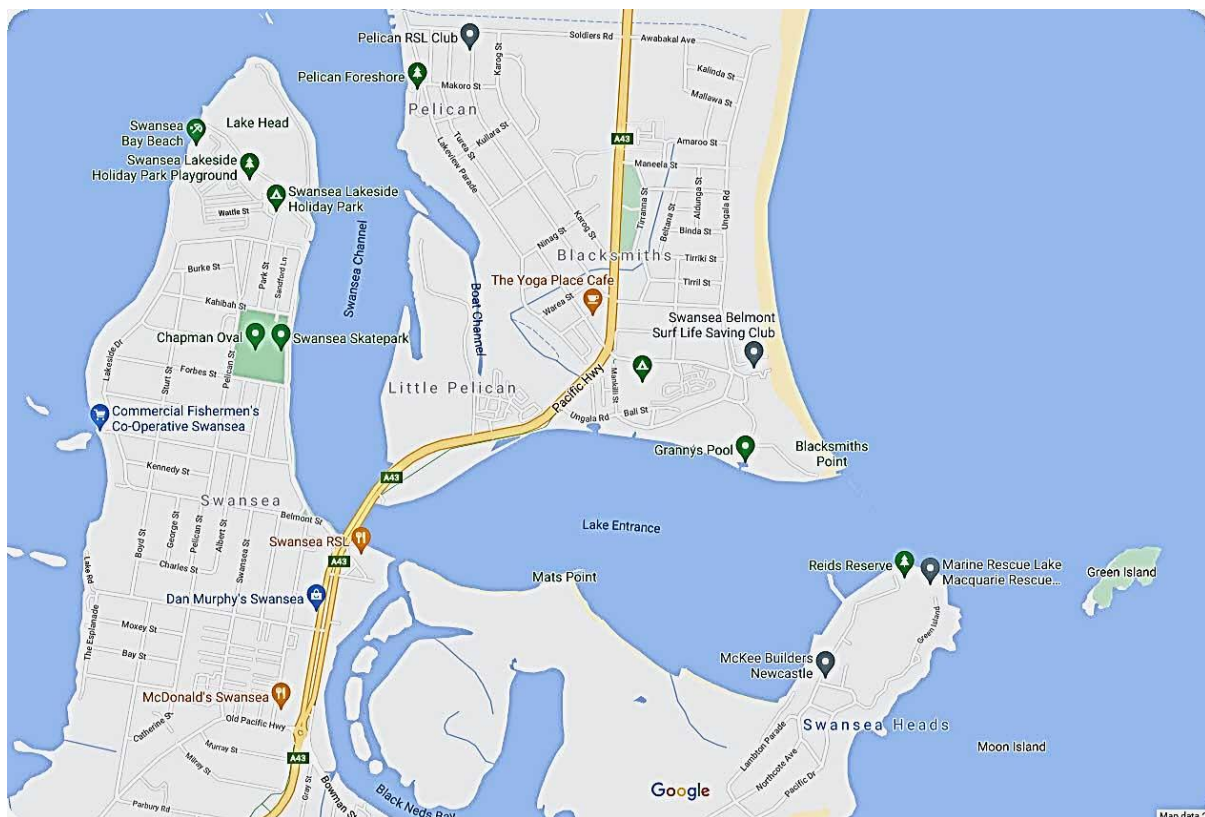 Pelican RSL Club
Soldiers Rd
Awabakal Ave
Karog St
Kalinda St
Pelican Foreshore
Makoro St
Mallawa St
Pelican
Swansea
Bay Beach
Lake Head
Turea St
Kullara St
Lakeview Parade
A43
Amaroo St
Maneela St
Swansea Lakeside
Holiday Park Playground
Swansea Lakeside
Holiday Park
Wattle St
Tirranna St
Beltana St
Aldunga St
Ungala Rd
Karog St
Binda St
Ninag St
Blacksmiths
Tirriki St
Burke St
Park St
Sandford Ln
Swansea Channel
Boat Channel
The Yoga Place Cafe
Tirril St
Kahibah St
Warea St
Swansea Belmont
Surf Life Saving Club
Chapman Oval
Swansea Skatepark
Lakeside Dr
Sturt St
Forbes St
Pelican St
Little Pelican
Pacific Hwy
Ungala Rd
Ball St
Commercial Fishermen's
Co-Operative Swansea
Grannys Pool
Blacksmiths
Point
Kennedy St
A43
Swansea
Belmont St
Lake Entrance
Boyd St
George St
Pelican St
Albert St
Swansea St
Swansea RSL
A43
Charles St
Lake Rd
Mats Point
Reids Reserve
Marine Rescue Lake
Macquarie Rescue...
Green Island
Dan Murphy's Swansea
The Esplanade
Moxey St
Bay St
Green Island
McKee Builders
Newcastle
McDonald's Swansea
Catherine St
Old Pacific Hwy
Swansea Heads
Murray St
Milray St
A43
Lambton Parade
Northcote Ave
Pacific Dr
Moon Island
Gray St
Bowman St
Black Neds Bay
Google
Parbury Rd
Map data